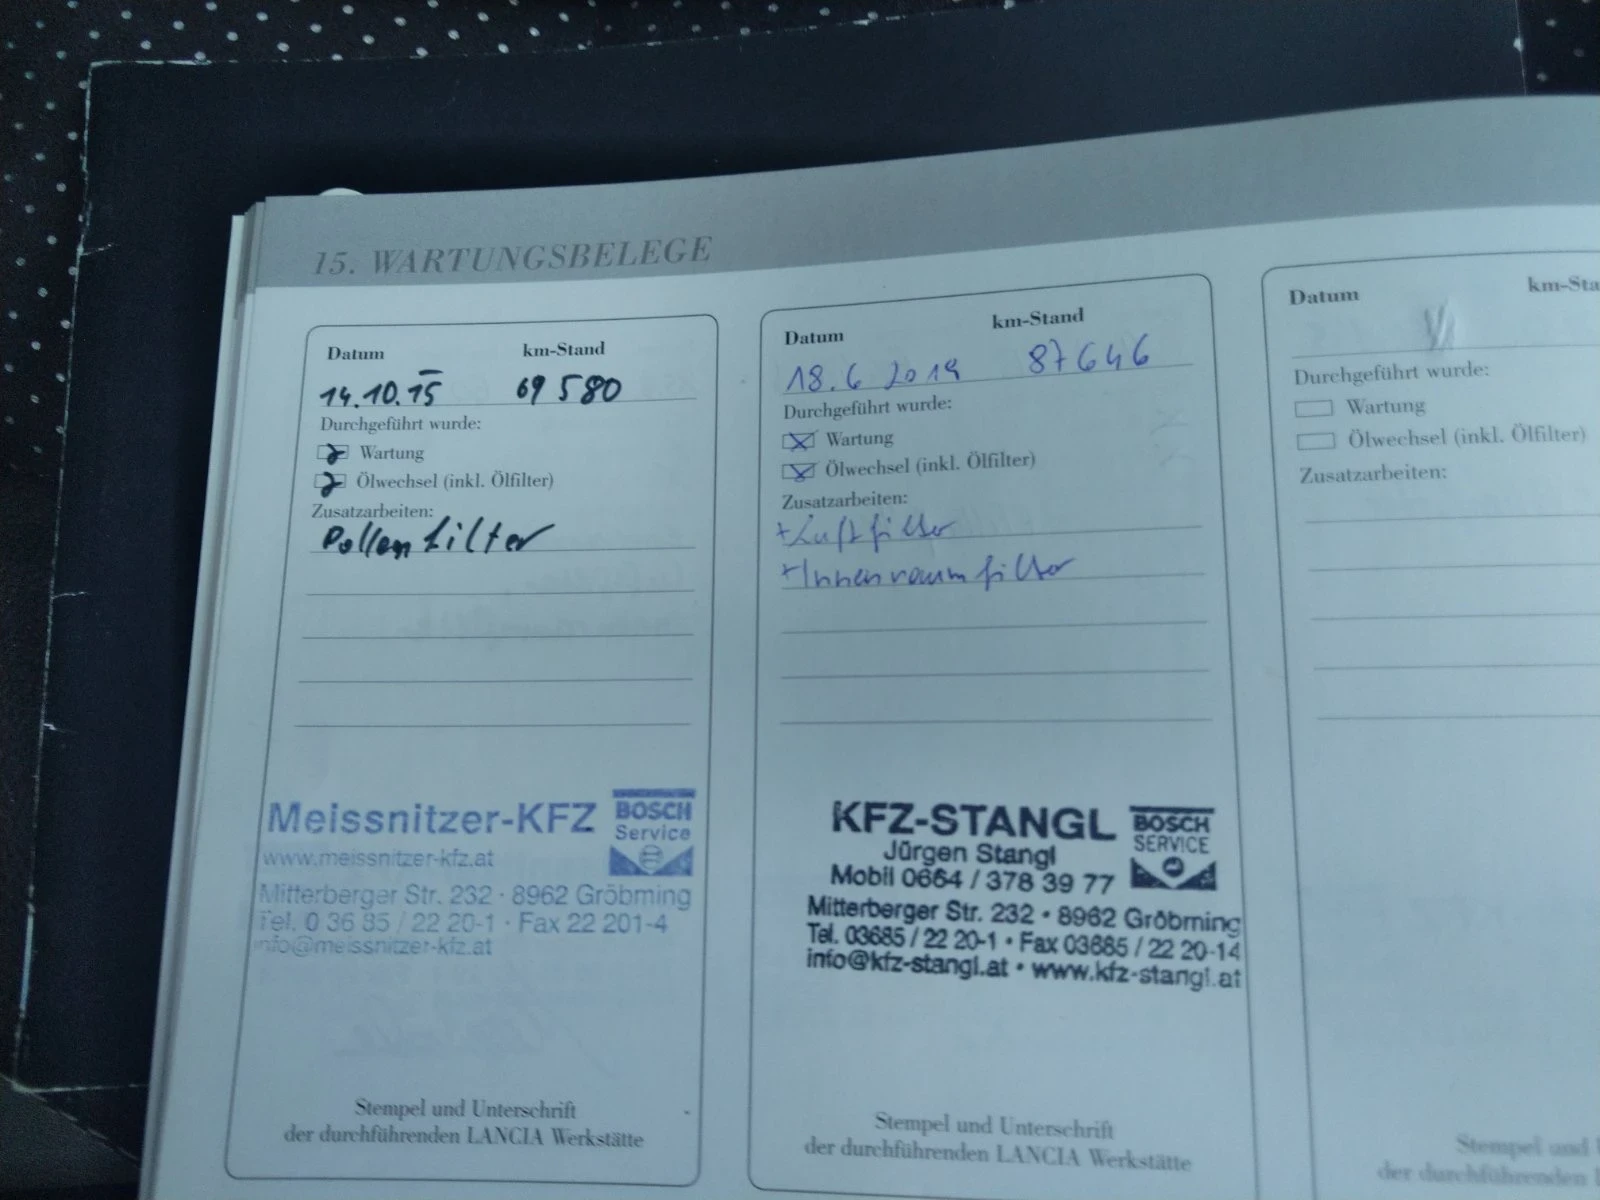 15. WARTUNGSBELEGE
Datum km-Stand
14.10.15 69 580
Durchgeführt wurde:
Wartung
Ölwechsel (inkl. Ölfilter)
Zusatzarbeiten:
Pollenfilter
Meissnitzer-KFZ
BOSCH
Service
www.meissnitzer-kfz.at
Mitterberger Str. 232 · 8962 Gröbming
Tel. 0 36 85 / 22 20-1 · Fax 22 201-4
info@meissnitzer-kfz.at
Stempel und Unterschrift
der durchführenden LANCIA Werkstätte
Datum km-Stand
18.6 2019 87646
Durchgeführt wurde:
Wartung
Ölwechsel (inkl. Ölfilter)
Zusatzarbeiten:
+Luftfilter
+Innenraumfilter
KFZ-STANGL
BOSCH
SERVICE
Jürgen Stangl
Mobil 0664 / 378 39 77
Mitterberger Str. 232 • 8962 Gröbming
Tel. 03685 / 22 20-1 • Fax 03685 / 22 20-14
info@kfz-stangl.at • www.kfz-stangl.at
Stempel und Unterschrift
der durchführenden LANCIA Werkstätte
Datum km-Sta
Durchgeführt wurde:
Wartung
Ölwechsel (inkl. Ölfilter)
Zusatzarbeiten:
Stempel und
der durchführenden